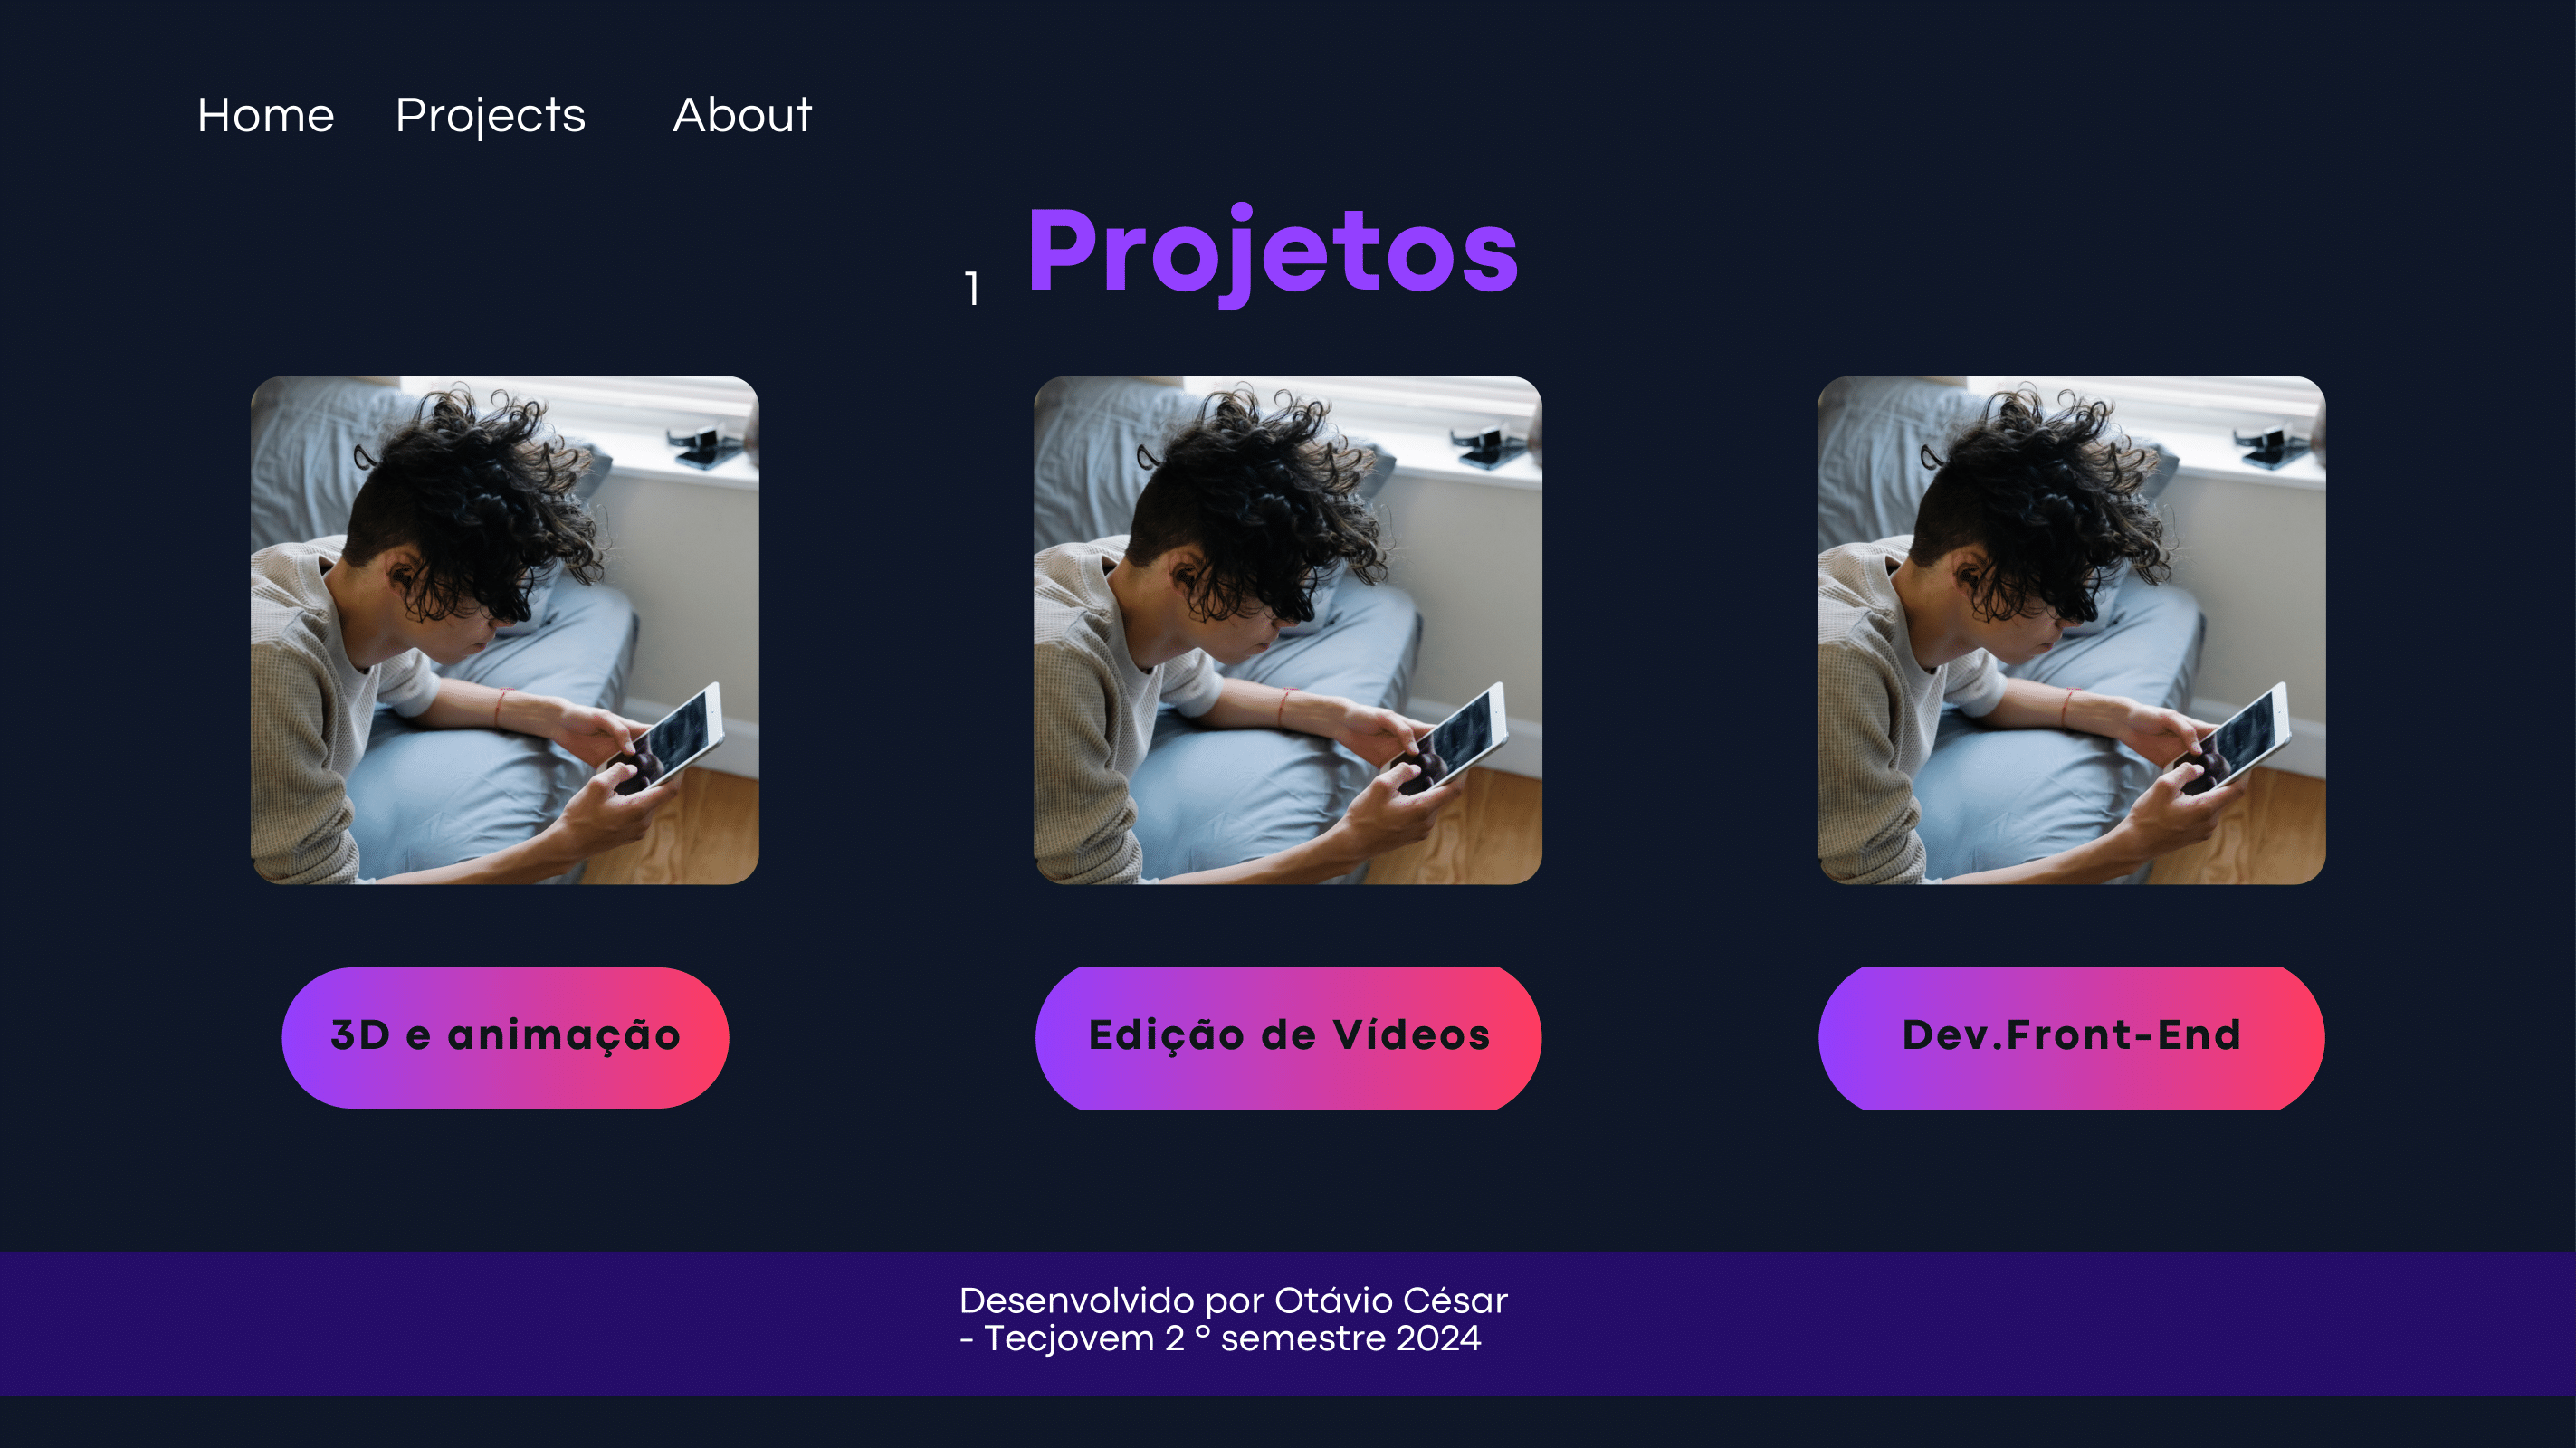 Home Projects About
Projetos
1
3D e animação
Edição de Vídeos
Dev.Front-End
Desenvolvido por Otávio César
- Tecjovem 2 º semestre 2024